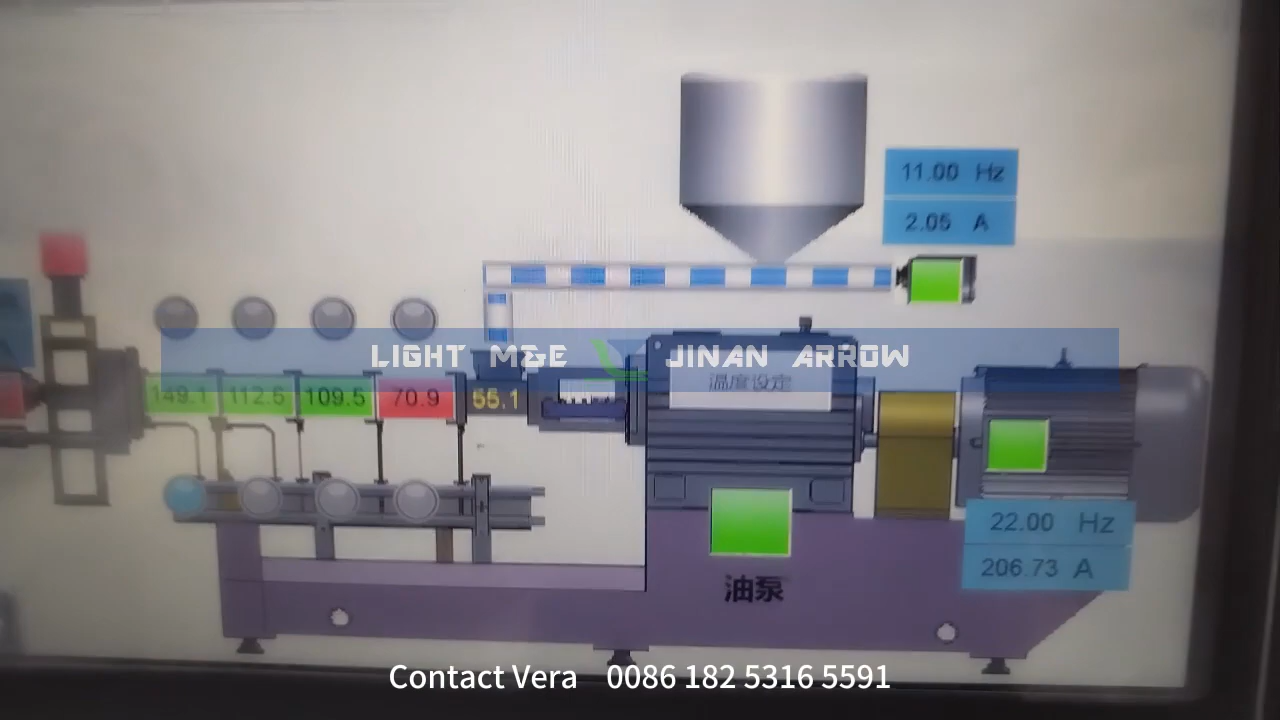 11.00 Hz
2.05 A
LIGHT M&E JINAN ARROW
温度设定
149.1 112.5 109.5 70.9 55.1
22.00 Hz
206.73 A
油泵
Contact Vera 0086 182 5316 5591